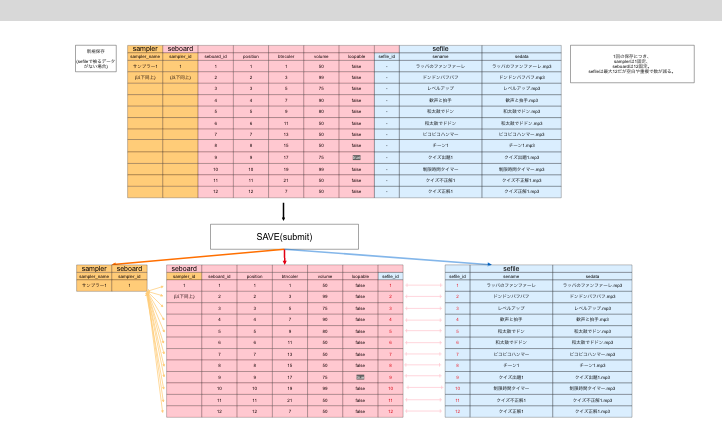 新規保存
(sefileで被るデータ
がない場合)
sampler seboard sefile
sampler_name sampler_id seboard_id position btncolor volume loopable sefile_id sename sedata
サンプラー1 1 1 1 1 50 false - ラッパのファンファーレ ラッパのファンファーレ.mp3
(以下同上) (以下同上) 2 2 3 99 false - ドンドンパフパフ ドンドンパフパフ.mp3
3 3 5 75 false - レベルアップ レベルアップ.mp3
4 4 7 90 false - 歓声と拍手 歓声と拍手.mp3
5 5 9 80 false - 和太鼓でドン 和太鼓でドン.mp3
6 6 11 50 false - 和太鼓でドドン 和太鼓でドドン.mp3
7 7 13 50 false - ピコピコハンマー ピコピコハンマー.mp3
8 8 15 50 false - チーン1 チーン1.mp3
9 9 17 75 true - クイズ出題1 クイズ出題1.mp3
10 10 19 99 false - 制限時間タイマー 制限時間タイマー.mp3
11 11 21 50 false - クイズ不正解1 クイズ不正解1.mp3
12 12 7 50 false - クイズ正解1 クイズ正解1.mp3
1回の保存につき、
samplerは1固定、
seboardは12固定、
sefileは最大12だが空白や重複で数が減る。
SAVE(submit)
sampler seboard
sampler_name sampler_id
サンプラー1 1
seboard
sampler_id seboard_id position btncolor volume loopable sefile_id
1 1 1 1 50 false 1
(以下同上) 2 2 3 99 false 2
3 3 5 75 false 3
4 4 7 90 false 4
5 5 9 80 false 5
6 6 11 50 false 6
7 7 13 50 false 7
8 8 15 50 false 8
9 9 17 75 true 9
10 10 19 99 false 10
11 11 21 50 false 11
12 12 7 50 false 12
sefile
sefile_id sename sedata
1 ラッパのファンファーレ ラッパのファンファーレ.mp3
2 ドンドンパフパフ ドンドンパフパフ.mp3
3 レベルアップ レベルアップ.mp3
4 歓声と拍手 歓声と拍手.mp3
5 和太鼓でドン 和太鼓でドン.mp3
6 和太鼓でドドン 和太鼓でドドン.mp3
7 ピコピコハンマー ピコピコハンマー.mp3
8 チーン1 チーン1.mp3
9 クイズ出題1 クイズ出題1.mp3
10 制限時間タイマー 制限時間タイマー.mp3
11 クイズ不正解1 クイズ不正解1.mp3
12 クイズ正解1 クイズ正解1.mp3